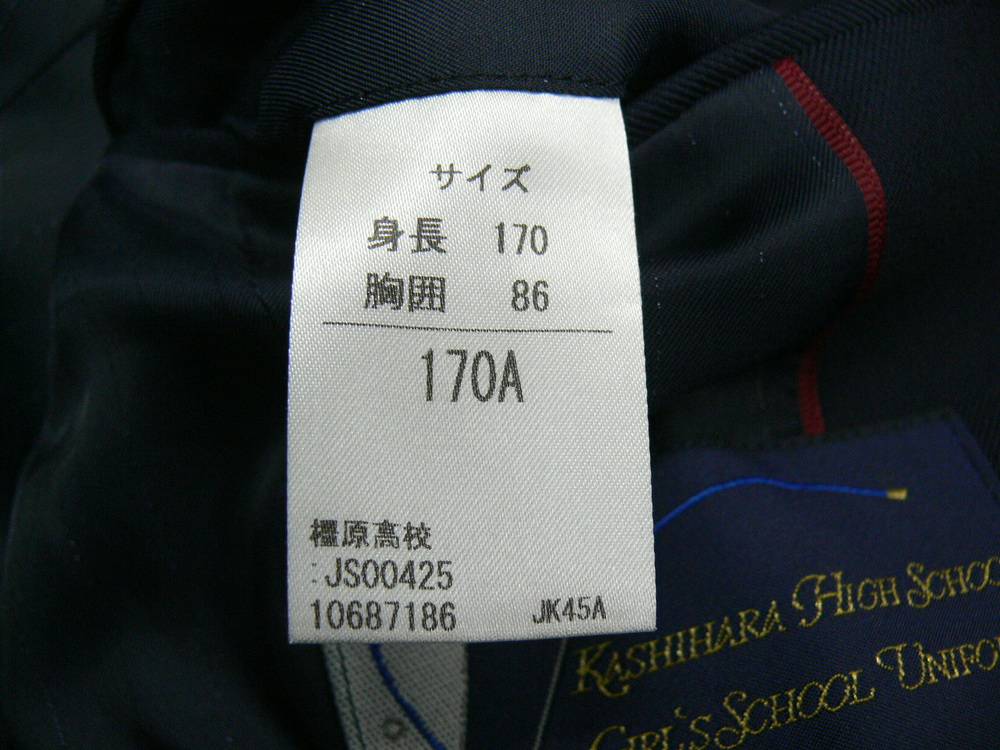 サイズ
身長 170
胸囲 86
170A
橿原高校
:JS00425
10687186 JK45A
KASHIHARA HIGH SCHOO
GIRL'S SCHOOL UNIFO